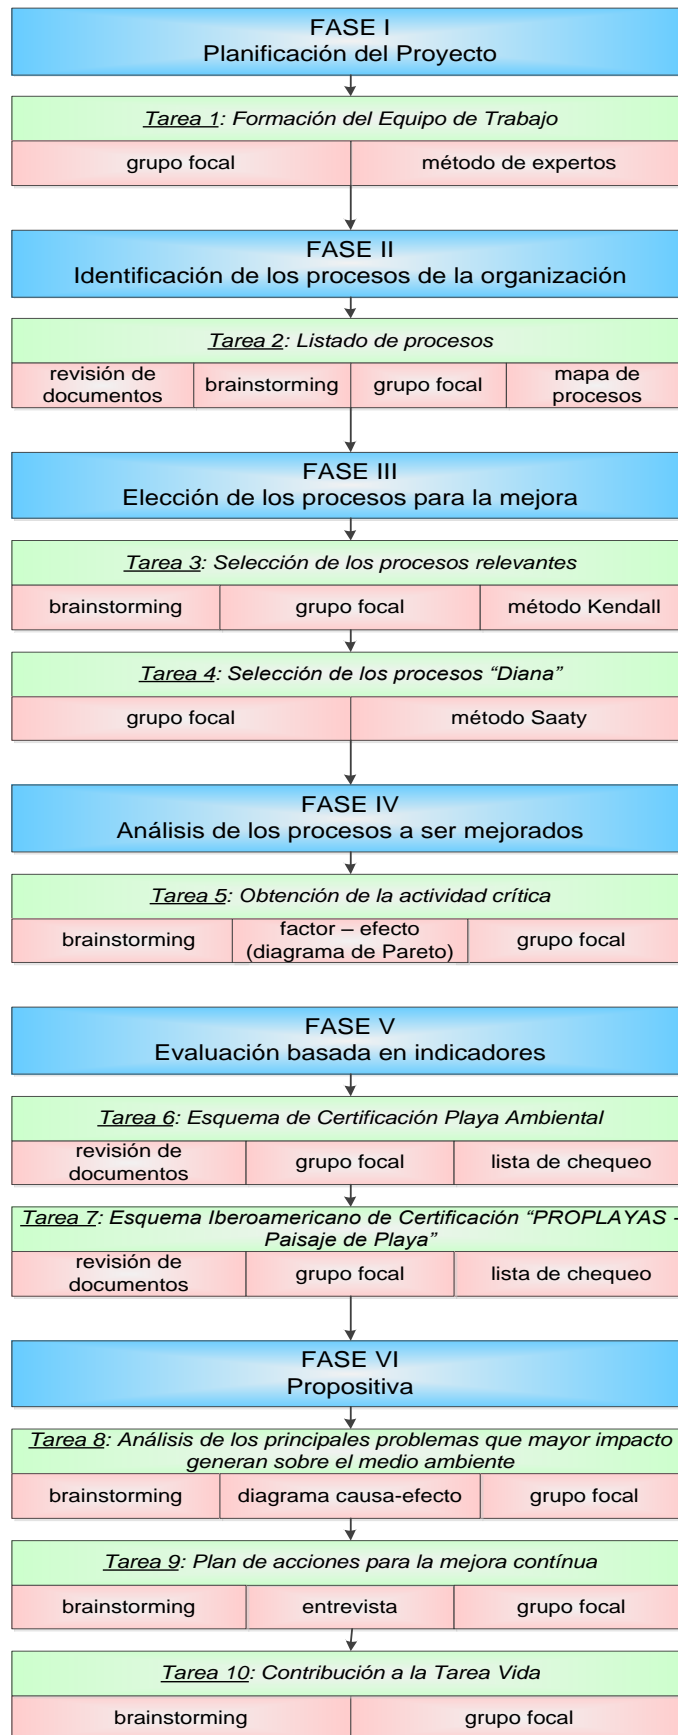 FASE I
Planificación del Proyecto
Tarea 1: Formación del Equipo de Trabajo
grupo focal
método de expertos
FASE II
Identificación de los procesos de la organización
Tarea 2: Listado de procesos
revisión de
documentos
brainstorming
grupo focal
mapa de
procesos
FASE III
Elección de los procesos para la mejora
Tarea 3: Selección de los procesos relevantes
brainstorming
grupo focal
método Kendall
Tarea 4: Selección de los procesos “Diana”
grupo focal
método Saaty
FASE IV
Análisis de los procesos a ser mejorados
Tarea 5: Obtención de la actividad crítica
brainstorming
factor – efecto
(diagrama de Pareto)
grupo focal
FASE V
Evaluación basada en indicadores
Tarea 6: Esquema de Certificación Playa Ambiental
revisión de
documentos
grupo focal
lista de chequeo
Tarea 7: Esquema Iberoamericano de Certificación “PROPLAYAS -
Paisaje de Playa”
revisión de
documentos
grupo focal
lista de chequeo
FASE VI
Propositiva
Tarea 8: Análisis de los principales problemas que mayor impacto
generan sobre el medio ambiente
brainstorming
diagrama causa-efecto
grupo focal
Tarea 9: Plan de acciones para la mejora contínua
brainstorming
entrevista
grupo focal
Tarea 10: Contribución a la Tarea Vida
brainstorming
grupo focal